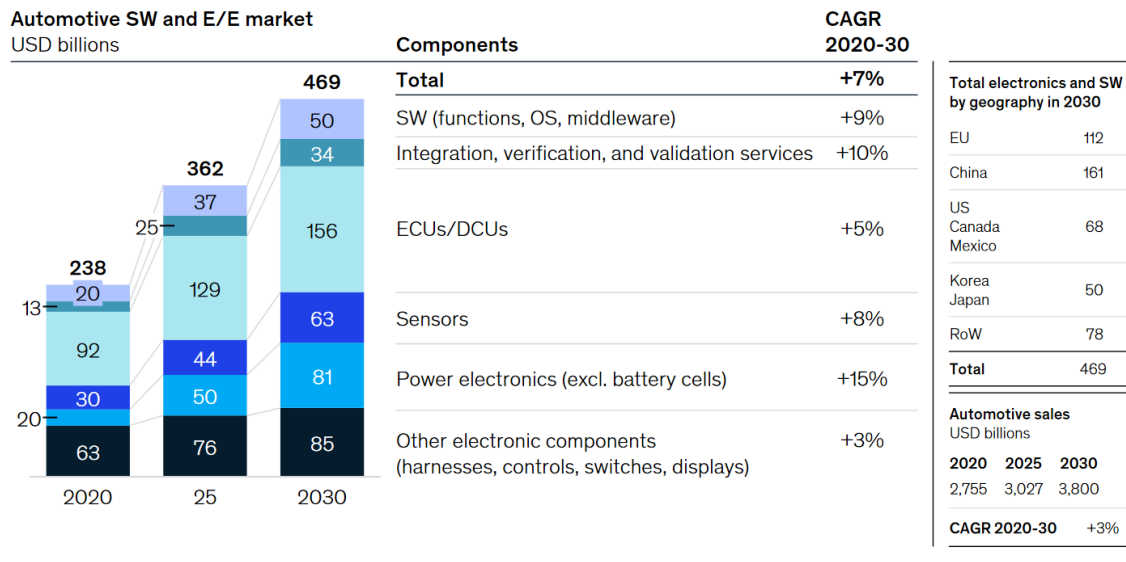 Automotive SW and E/E market
USD billions
Components
CAGR
2020-30
469
362
238
50
34
156
63
81
85
37
25
129
44
50
76
20
13
92
30
20
63
2020
25
2030
Total +7%
SW (functions, OS, middleware) +9%
Integration, verification, and validation services +10%
ECUs/DCUs +5%
Sensors +8%
Power electronics (excl. battery cells) +15%
Other electronic components +3%
(harnesses, controls, switches, displays)
Total electronics and SW
by geography in 2030
EU 112
China 161
US
Canada 68
Mexico
Korea
Japan 50
RoW 78
Total 469
Automotive sales
USD billions
2020 2025 2030
2,755 3,027 3,800
CAGR 2020-30 +3%